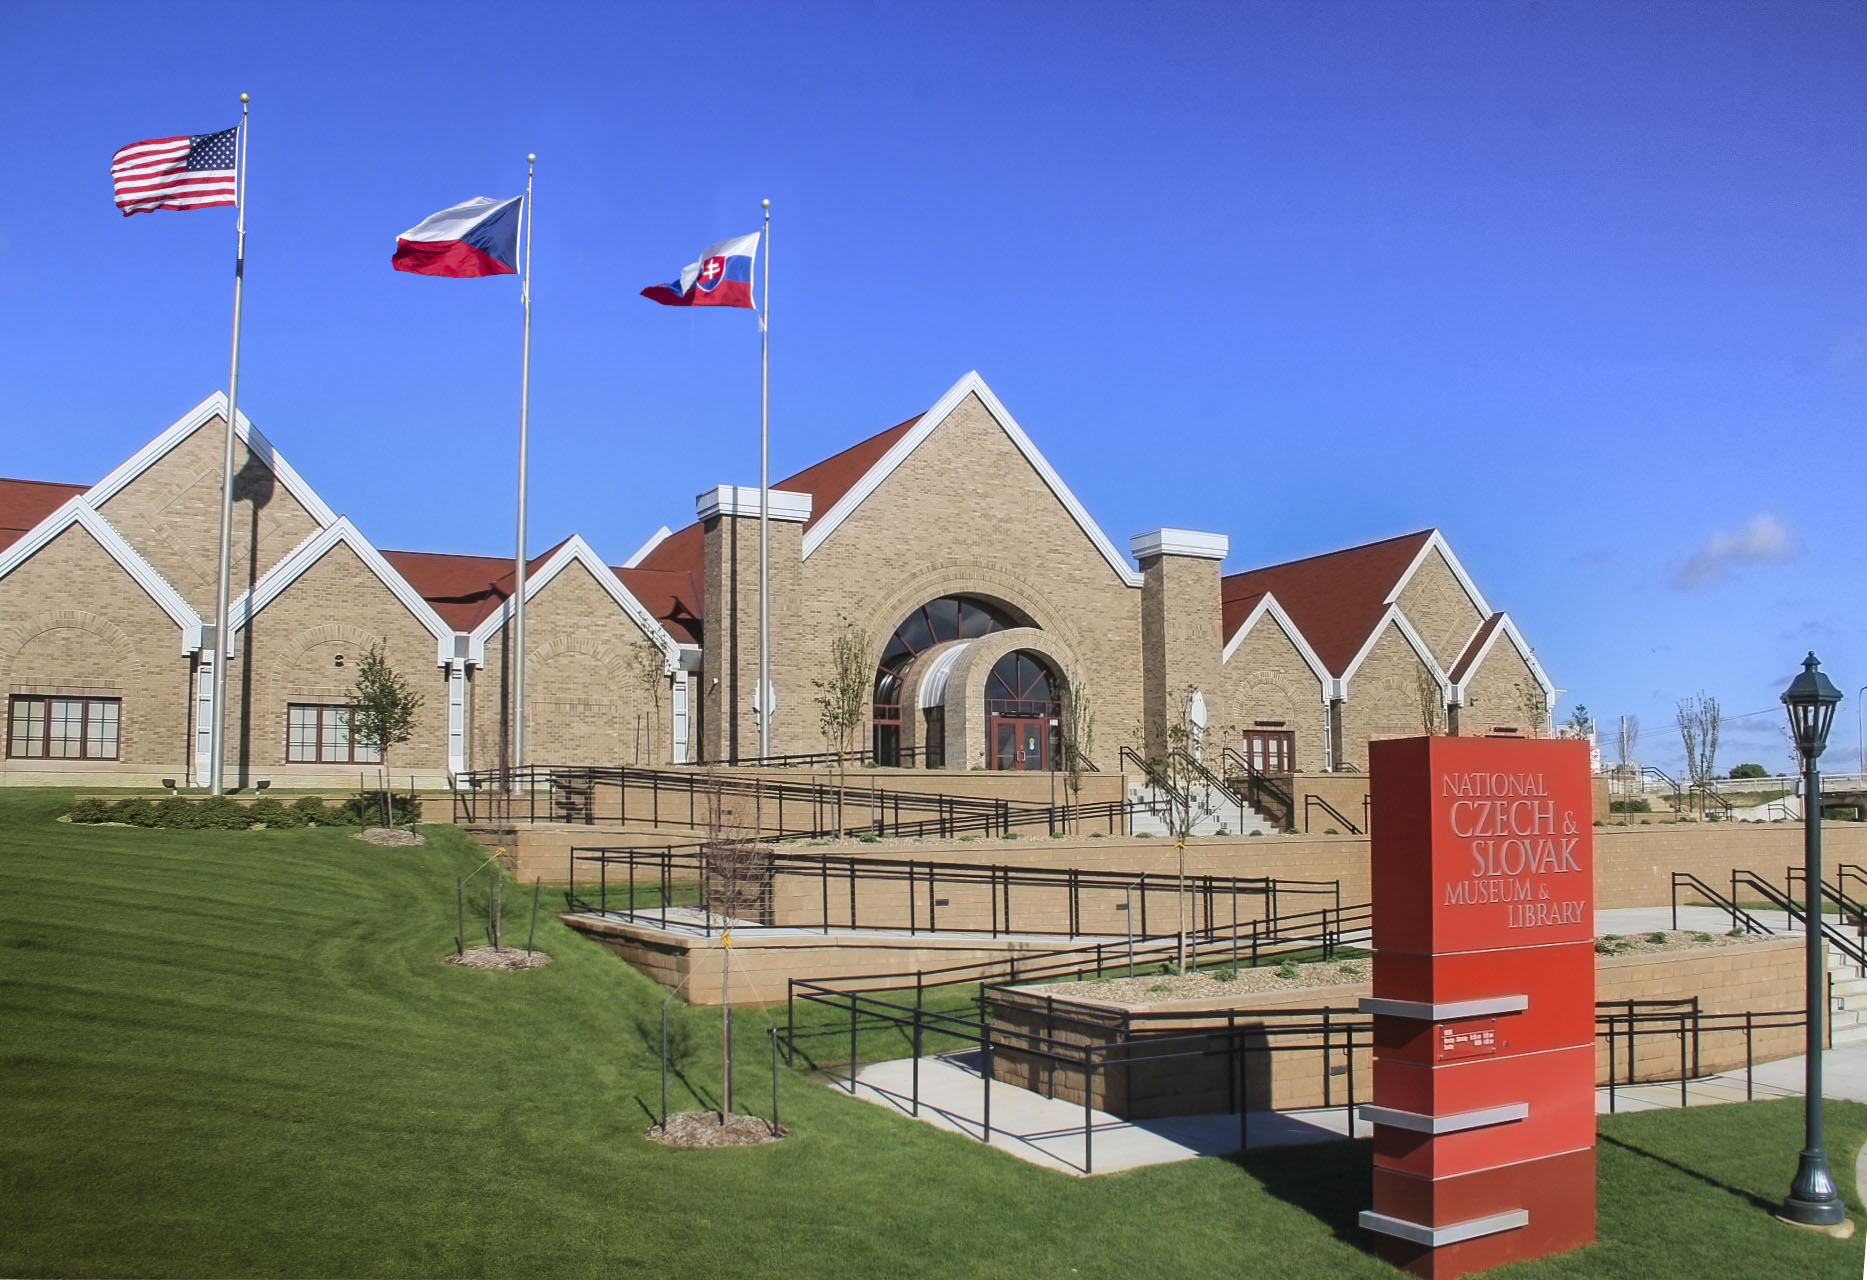 NATIONAL
CZECH &
SLOVAK
MUSEUM &
LIBRARY